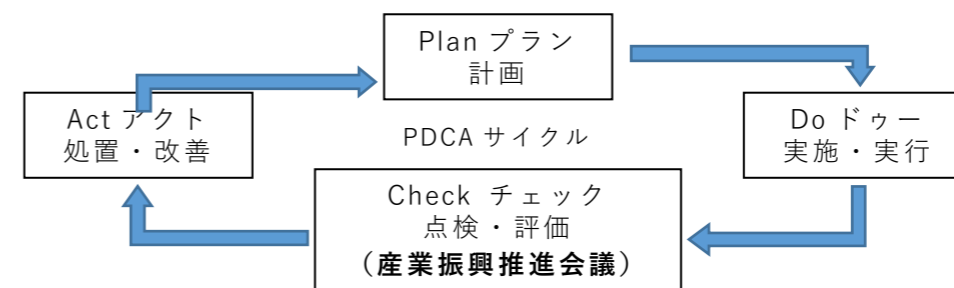 Plan プラン
計画
Act アクト
処置・改善
PDCA サイクル
Do ドゥー
実施・実行
Check チェック
点検・評価
（産業振興推進会議）